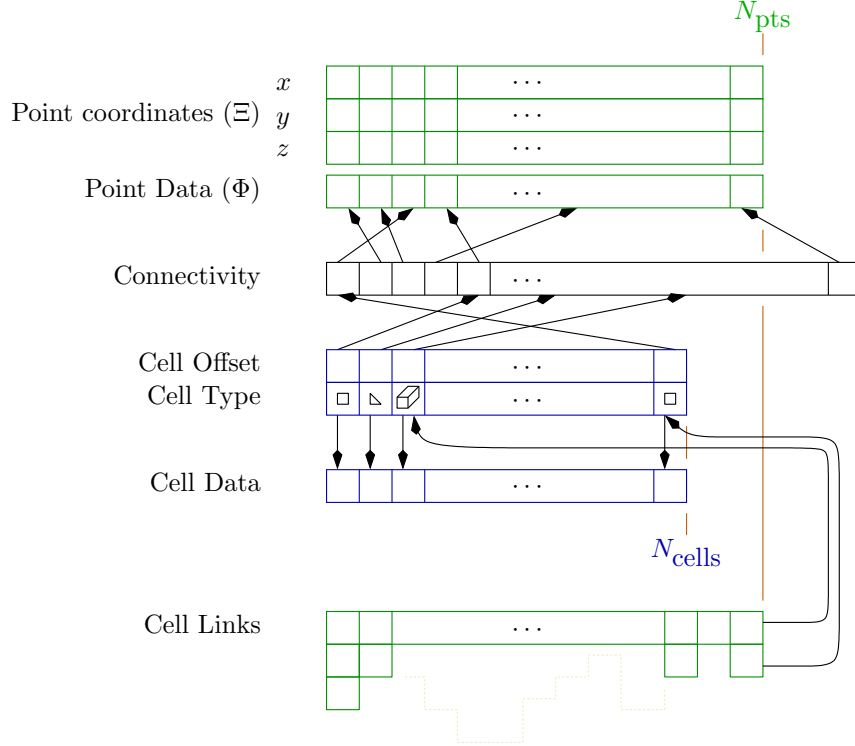 N_pts
x
Point coordinates (Ξ) y
z
Point Data (Φ)
Connectivity
Cell Offset
Cell Type
Cell Data
N_cells
Cell Links